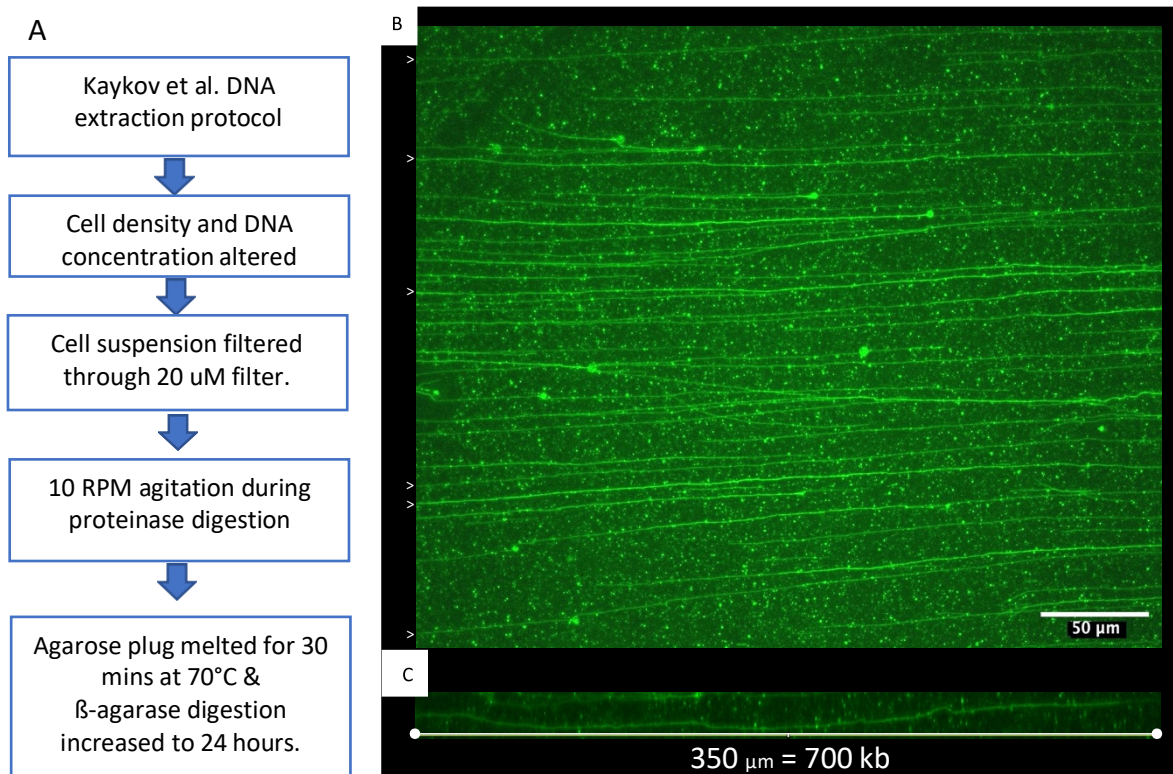 A
Kaykov et al. DNA
extraction protocol
Cell density and DNA
concentration altered
Cell suspension filtered
through 20 uM filter.
10 RPM agitation during
proteinase digestion
Agarose plug melted for 30
mins at 70°C &
ß-agarase digestion
increased to 24 hours.
B
>
>
>
>
>
>
50 µm
C
350 µm = 700 kb